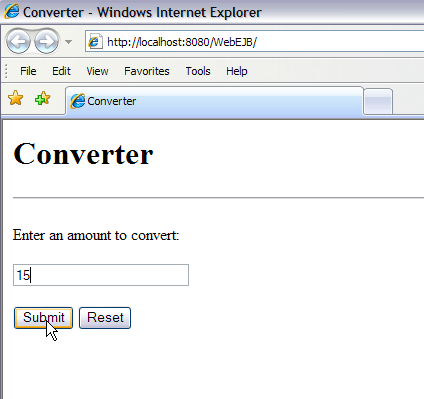 Converter - Windows Internet Explorer
http://localhost:8080/WebEJB/
File Edit View Favorites Tools Help
Converter
Converter
Enter an amount to convert:
15
Submit Reset